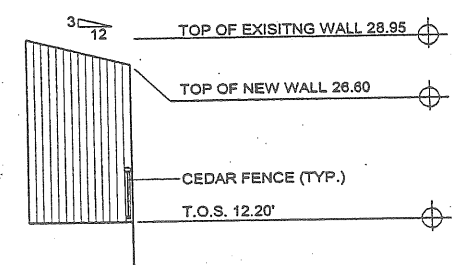 3
12
TOP OF EXISITNG WALL 28.95
TOP OF NEW WALL 26.60
CEDAR FENCE (TYP.)
T.O.S. 12.20'